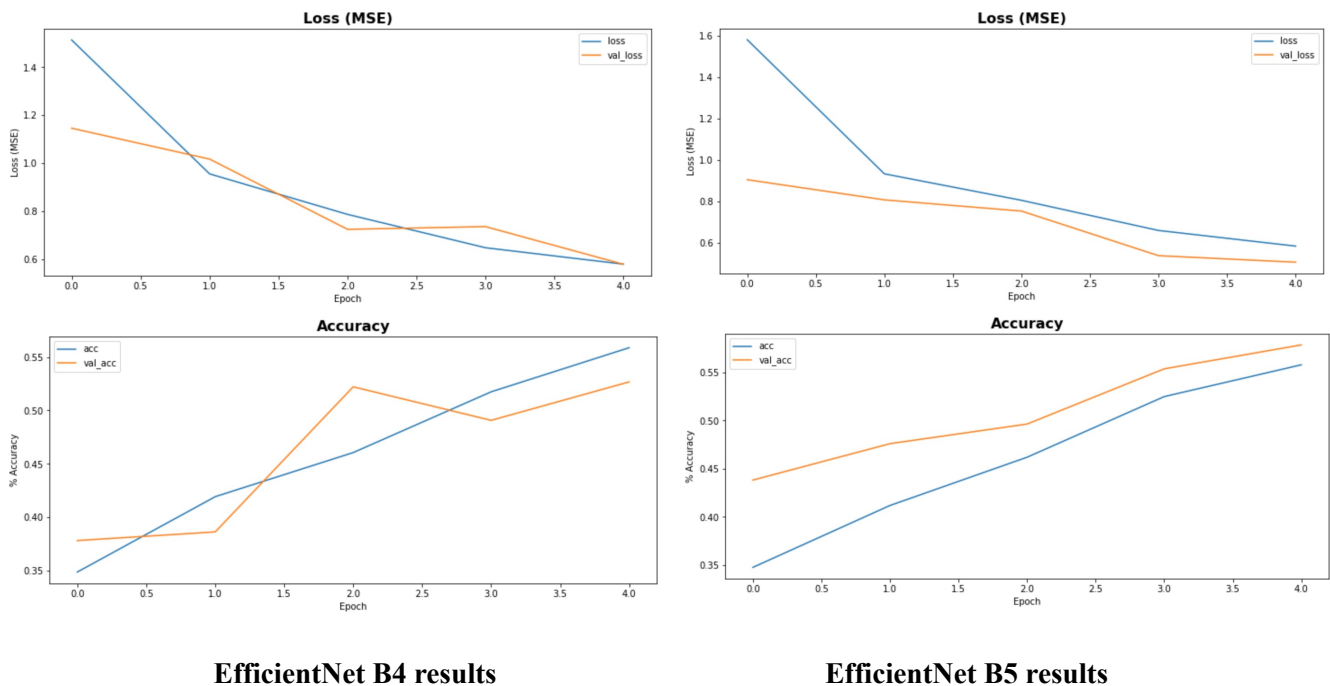 Loss (MSE)
loss
val_loss
Loss (MSE)
1.4
1.2
1.0
0.8
0.6
0.0 0.5 1.0 1.5 2.0 2.5 3.0 3.5 4.0
Epoch
Loss (MSE)
loss
val_loss
Loss (MSE)
1.6
1.4
1.2
1.0
0.8
0.6
0.0 0.5 1.0 1.5 2.0 2.5 3.0 3.5 4.0
Epoch
Accuracy
acc
val_acc
% Accuracy
0.55
0.50
0.45
0.40
0.35
0.0 0.5 1.0 1.5 2.0 2.5 3.0 3.5 4.0
Epoch
Accuracy
acc
val_acc
% Accuracy
0.55
0.50
0.45
0.40
0.35
0.0 0.5 1.0 1.5 2.0 2.5 3.0 3.5 4.0
Epoch
EfficientNet B4 results
EfficientNet B5 results